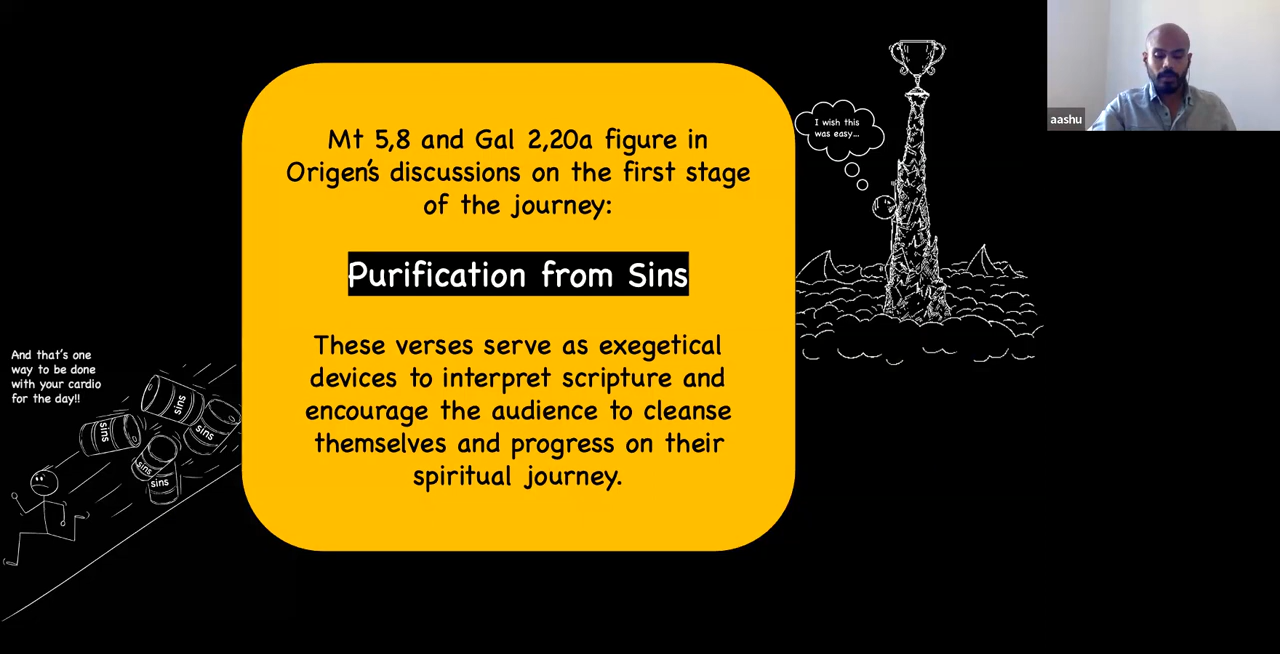 Mt 5,8 and Gal 2,20a figure in
Origen's discussions on the first stage
of the journey:
Purification from Sins
These verses serve as exegetical
devices to interpret scripture and
encourage the audience to cleanse
themselves and progress on their
spiritual journey.
I wish this
was easy...
aashu
And that's one
way to be done
with your cardio
for the day!!
sins
sins
sins
sins
sins